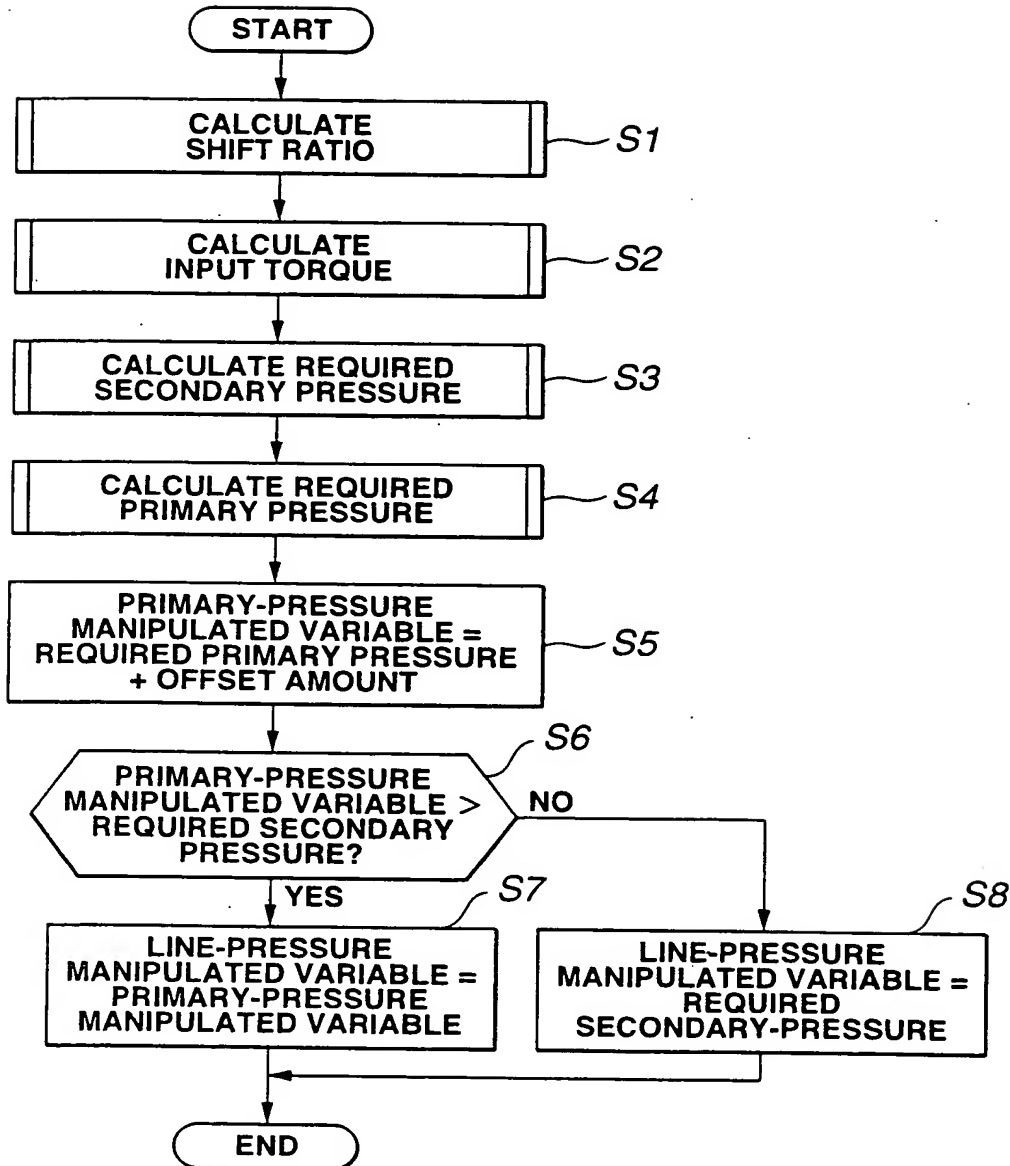 START
CALCULATE
SHIFT RATIO
S1
CALCULATE
INPUT TORQUE
S2
CALCULATE REQUIRED
SECONDARY PRESSURE
S3
CALCULATE REQUIRED
PRIMARY PRESSURE
S4
PRIMARY-PRESSURE
MANIPULATED VARIABLE =
REQUIRED PRIMARY PRESSURE
+ OFFSET AMOUNT
S5
S6
PRIMARY-PRESSURE
MANIPULATED VARIABLE >
REQUIRED SECONDARY
PRESSURE?
NO
YES
S7
LINE-PRESSURE
MANIPULATED VARIABLE =
PRIMARY-PRESSURE
MANIPULATED VARIABLE
S8
LINE-PRESSURE
MANIPULATED VARIABLE =
REQUIRED
SECONDARY-PRESSURE
END